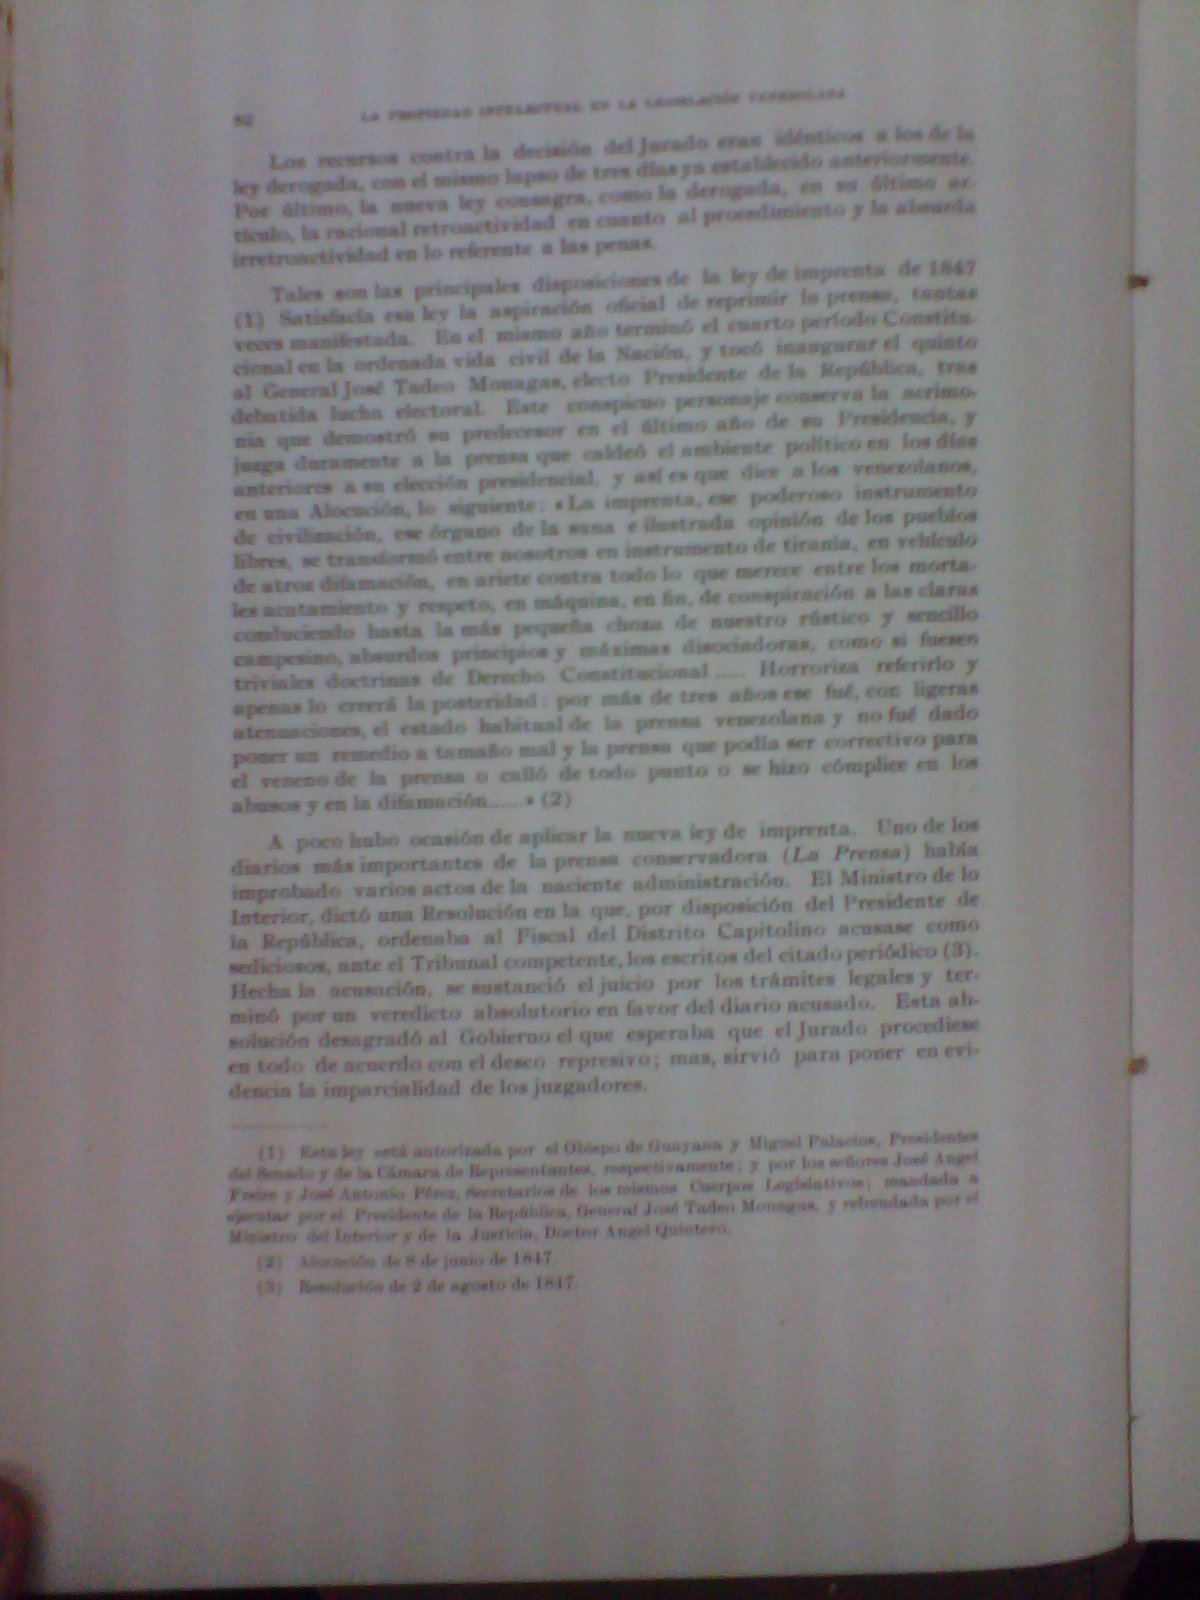 82 LA PROPIEDAD INTELECTUAL EN LA LEGISLACIÓN VENEZOLANA
Los recursos contra la decisión del Jurado eran idénticos a los de la
ley derogada, con el mismo lapso de tres días ya establecido anteriormente.
Por último, la nueva ley consagra, como la derogada, en su último ar-
tículo, la racional retroactividad en cuanto al procedimiento y la absurda
irretroactividad en lo referente a las penas.
Tales son las principales disposiciones de la ley de imprenta de 1847
(1) Satisfacía esa ley la aspiración oficial de reprimir la prensa, tantas
veces manifestada. En el mismo año terminó el cuarto período Constitu-
cional en la ordenada vida civil de la Nación, y tocó inaugurar el quinto
al General José Tadeo Monagas, electo Presidente de la República, tras
debatida lucha electoral. Este conspicuo personaje conserva la acrimo-
nia que demostró su predecesor en el último año de su Presidencia, y
juzga duramente a la prensa que caldeó el ambiente político en los días
anteriores a su elección presidencial, y así es que dice a los venezolanos,
en una Alocución, lo siguiente: «La imprenta, ese poderoso instrumento
de civilización, ese órgano de la sana e ilustrada opinión de los pueblos
libres, se transformó entre nosotros en instrumento de tiranía, en vehículo
de atroz difamación, en ariete contra todo lo que merece entre los morta-
les acatamiento y respeto, en máquina, en fin, de conspiración a las claras
conduciendo hasta la más pequeña choza de nuestro rústico y sencillo
campesino, absurdos principios y máximas disociadoras, como si fuesen
triviales doctrinas de Derecho Constitucional ..... Horroriza referirlo y
apenas lo creerá la posteridad: por más de tres años ese fué, con ligeras
atenuaciones, el estado habitual de la prensa venezolana y no fué dado
poner un remedio a tamaño mal y la prensa que podía ser correctivo para
el veneno de la prensa o calló de todo punto o se hizo cómplice en los
abusos y en la difamación......» (2)
A poco hubo ocasión de aplicar la nueva ley de imprenta. Uno de los
diarios más importantes de la prensa conservadora (La Prensa) había
improbado varios actos de la naciente administración. El Ministro de lo
Interior, dictó una Resolución en la que, por disposición del Presidente de
la República, ordenaba al Fiscal del Distrito Capitolino acusase como
sediciosos, ante el Tribunal competente, los escritos del citado periódico (3).
Hecha la acusación, se sustanció el juicio por los trámites legales y ter-
minó por un veredicto absolutorio en favor del diario acusado. Esta ab-
solución desagradó al Gobierno el que esperaba que el Jurado procediese
en todo de acuerdo con el deseo represivo; mas, sirvió para poner en evi-
dencia la imparcialidad de los juzgadores.
(1) Esta ley está autorizada por el Obispo de Guayana y Miguel Palacios, Presidentes
del Senado y de la Cámara de Representantes, respectivamente; y por los señores José Angel
Freire y José Antonio Pérez, Secretarios de los mismos Cuerpos Legislativos; mandada a
ejecutar por el Presidente de la República, General José Tadeo Monagas, y refrendada por el
Ministro del Interior y de la Justicia, Doctor Angel Quintero.
(2) Alocución de 8 de junio de 1847.
(3) Resolución de 2 de agosto de 1847.